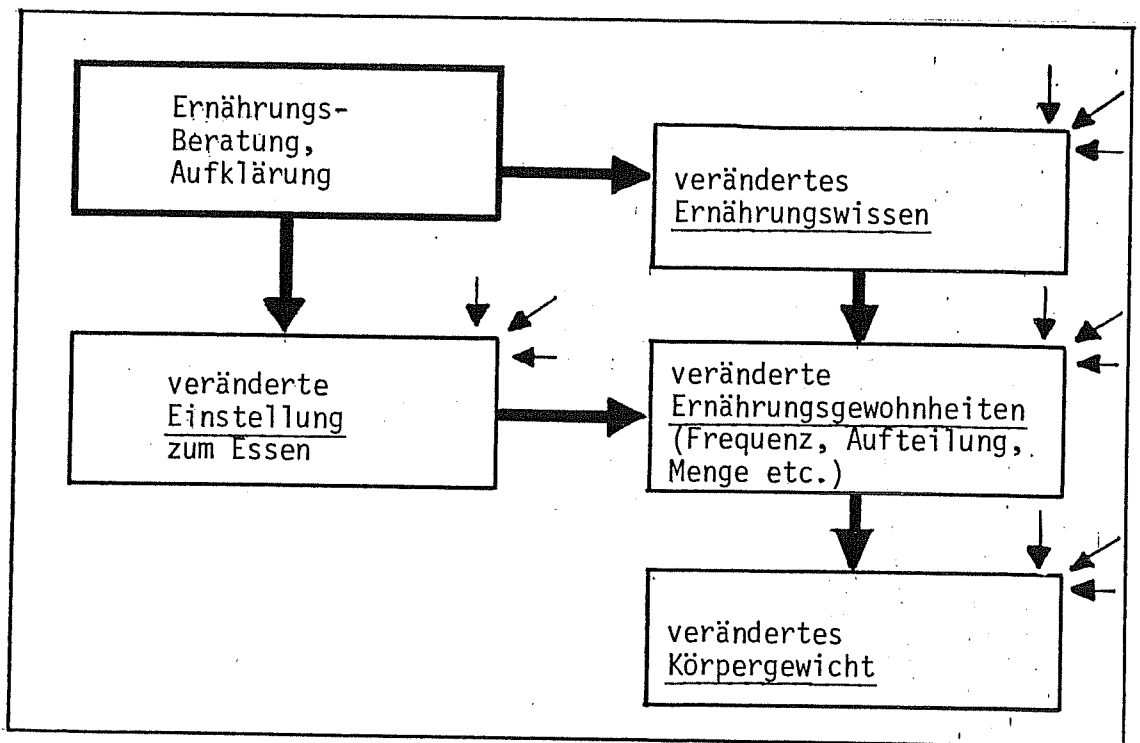 Ernährungs-
Beratung,
Aufklärung
verändertes
Ernährungswissen
veränderte
Einstellung
zum Essen
veränderte
Ernährungsgewohnheiten
(Frequenz, Aufteilung,
Menge etc.)
verändertes
Körpergewicht